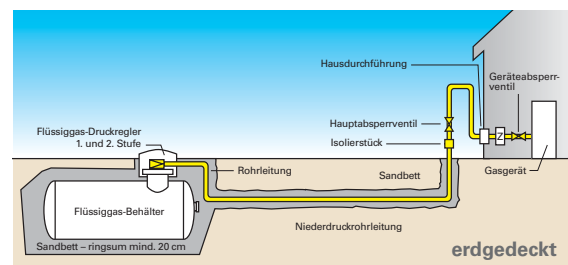 Hausdurchführung
Geräteabsperr-
ventil
Hauptabsperrventil
Flüssiggas-Druckregler
1. und 2. Stufe
Isolierstück
Z
Rohrleitung
Sandbett
Gasgerät
Flüssiggas-Behälter
Niederdruckrohrleitung
Sandbett – ringsum mind. 20 cm
erdgedeckt